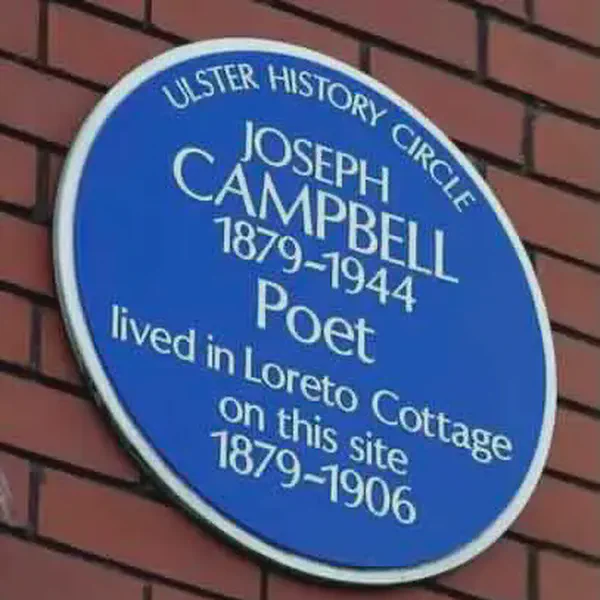 ULSTER HISTORY CIRCLE
JOSEPH
CAMPBELL
1879~1944
Poet
lived in Loreto Cottage
on this site
1879~1906